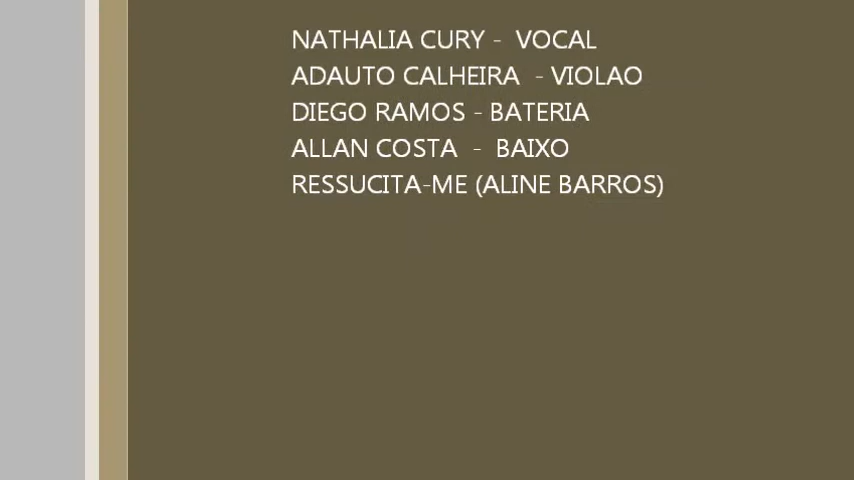 NATHALIA CURY - VOCAL
ADAUTO CALHEIRA - VIOLAO
DIEGO RAMOS - BATERIA
ALLAN COSTA - BAIXO
RESSUCITA-ME (ALINE BARROS)